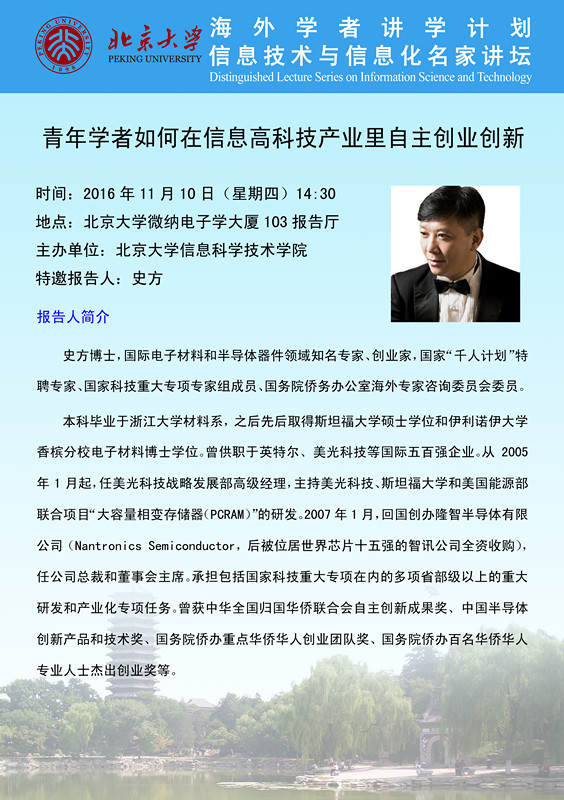 海外学者讲学计划
PEKING UNIVERSITY
1898
北京大学
PEKING UNIVERSITY
信息技术与信息化名家讲坛
Distinguished Lecture Series on Information Science and Technology
青年学者如何在信息高科技产业里自主创业创新
时间：2016 年 11 月 10 日（星期四）14:30
地点：北京大学微纳电子学大厦 103 报告厅
主办单位：北京大学信息科学技术学院
特邀报告人：史方
报告人简介
史方博士，国际电子材料和半导体器件领域知名专家、创业家，国家“千人计划”特
聘专家、国家科技重大专项专家组成员、国务院侨务办公室海外专家咨询委员会委员。
本科毕业于浙江大学材料系，之后先后取得斯坦福大学硕士学位和伊利诺伊大学
香槟分校电子材料博士学位。曾供职于英特尔、美光科技等国际五百强企业。从 2005
年 1 月起，任美光科技战略发展部高级经理，主持美光科技、斯坦福大学和美国能源部
联合项目“大容量相变存储器（PCRAM）”的研发。2007 年 1 月，回国创办隆智半导体有限
公司（Nantronics Semiconductor，后被位居世界芯片十五强的智讯公司全资收购），
任公司总裁和董事会主席。承担包括国家科技重大专项在内的多项省部级以上的重大
研发和产业化专项任务。曾获中华全国归国华侨联合会自主创新成果奖、中国半导体
创新产品和技术奖、国务院侨办重点华侨华人创业团队奖、国务院侨办百名华侨华人
专业人士杰出创业奖等。